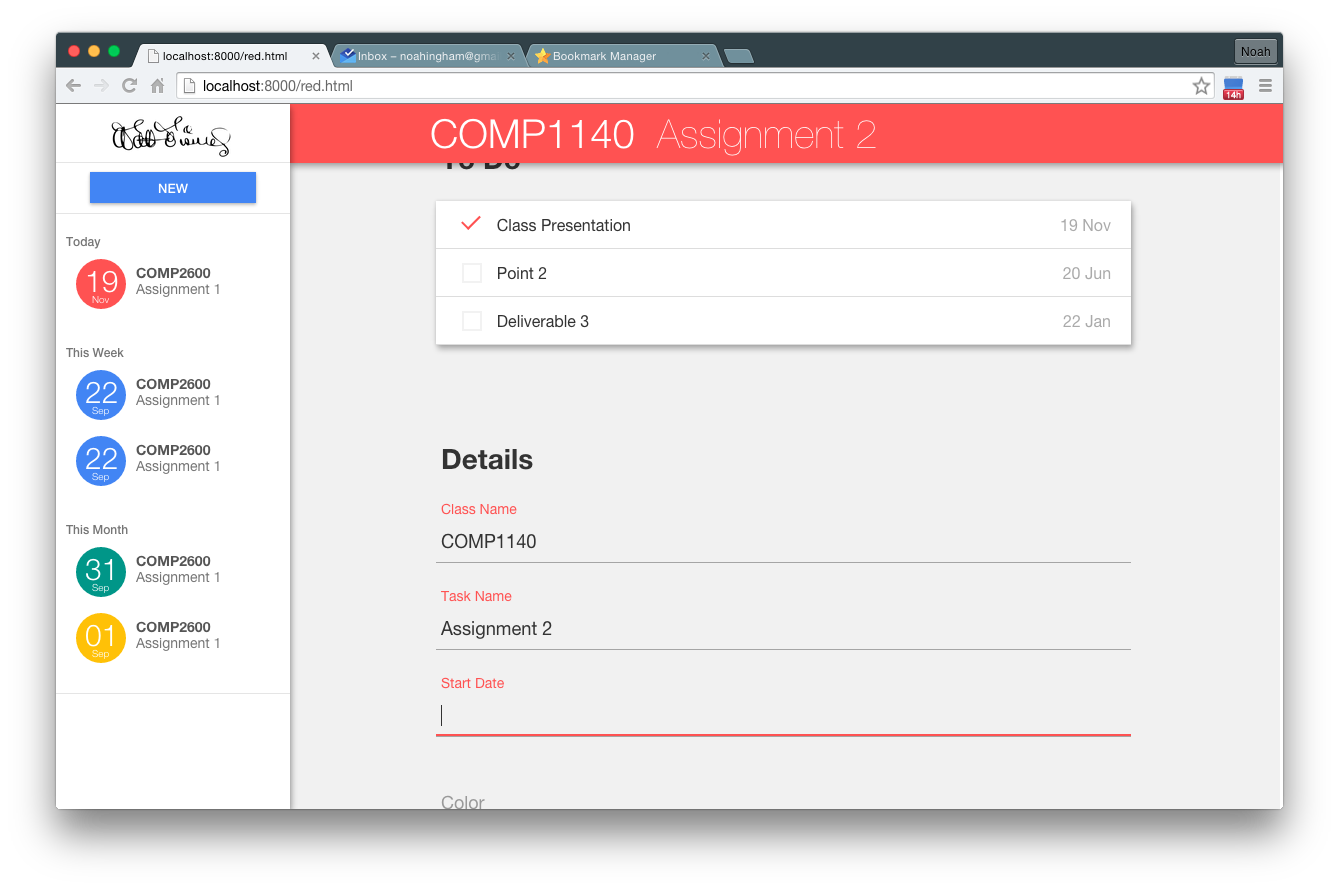 localhost:8000/red.html
Inbox – noahingham@gma
Bookmark Manager
Noah
localhost:8000/red.html
14h
NEW
Today
19
Nov
COMP2600
Assignment 1
This Week
22
Sep
COMP2600
Assignment 1
22
Sep
COMP2600
Assignment 1
This Month
31
Sep
COMP2600
Assignment 1
01
Sep
COMP2600
Assignment 1
COMP1140 Assignment 2
To Do
Class Presentation 19 Nov
Point 2 20 Jun
Deliverable 3 22 Jan
Details
Class Name
COMP1140
Task Name
Assignment 2
Start Date
Color